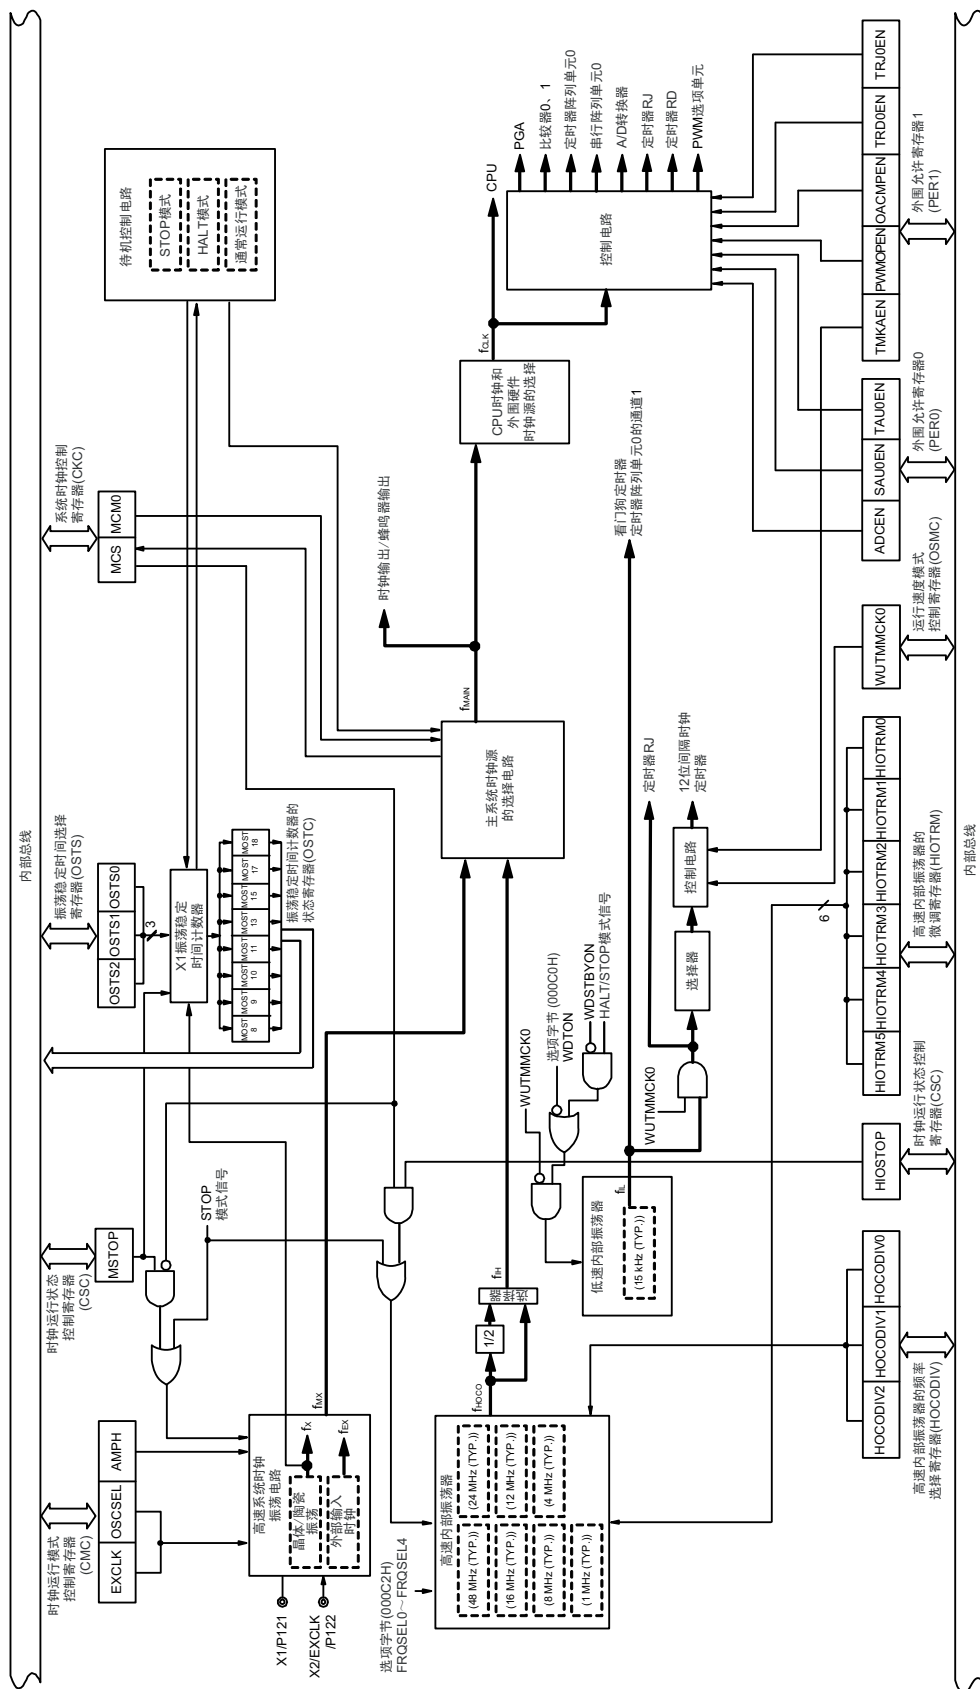 内部总线
时钟运行模式
控制寄存器
(CMC)
EXCLK
OSCSEL
AMPH
时钟运行状态
控制寄存器
(CSC)
MSTOP
STOP
模式信号
振荡稳定时间选择
寄存器(OSTS)
OSTS2
OSTS1
OSTS0
3
X1振荡稳定
时间计数器
MOST
8
MOST
9
MOST
10
MOST
11
MOST
13
MOST
15
MOST
17
MOST
18
振荡稳定时间计数器的
状态寄存器(OSTC)
系统时钟控制
寄存器(CKC)
MCS
MCM0
待机控制电路
STOP模式
HALT模式
通常运行模式
X1/P121
X2/EXCLK
/P122
高速系统时钟
振荡电路
晶体/陶瓷
振荡
外部输入
时钟
fX
fEX
fMX
选项字节(000C2H)
FRQSEL0~FRQSEL4
高速内部振荡器
(48 MHz (TYP.))
(24 MHz (TYP.))
(16 MHz (TYP.))
(12 MHz (TYP.))
(8 MHz (TYP.))
(4 MHz (TYP.))
(1 MHz (TYP.))
fHOCO
1/2
选择器
fIH
主系统时钟源
的选择电路
fMAIN
时钟输出/蜂鸣器输出
CPU时钟和
外围硬件
时钟源的选择
fCLK
CPU
控制电路
PGA
比较器0、1
定时器阵列单元0
串行阵列单元0
A/D转换器
定时器RJ
定时器RD
PWM选项单元
WUTMMCK0
选项字节(000C0H)
WDTON
WDSTBYON
HALT/STOP模式信号
低速内部振荡器
(15 kHz (TYP.))
fIL
看门狗定时器
定时器阵列单元0的通道1
WUTMMCK0
定时器RJ
选择器
控制电路
12位间隔时钟
定时器
HOCODIV2
HOCODIV1
HOCODIV0
高速内部振荡器的频率
选择寄存器(HOCODIV)
HIOSTOP
时钟运行状态控制
寄存器(CSC)
HIOTRM5
HIOTRM4
HIOTRM3
HIOTRM2
HIOTRM1
HIOTRM0
6
高速内部振荡器的
微调寄存器(HIOTRM)
WUTMMCK0
运行速度模式
控制寄存器(OSMC)
ADCEN
SAU0EN
TAU0EN
外围允许寄存器0
(PER0)
TMKAEN
PWMOPEN
OACMPEN
TRD0EN
TRJ0EN
外围允许寄存器1
(PER1)
内部总线